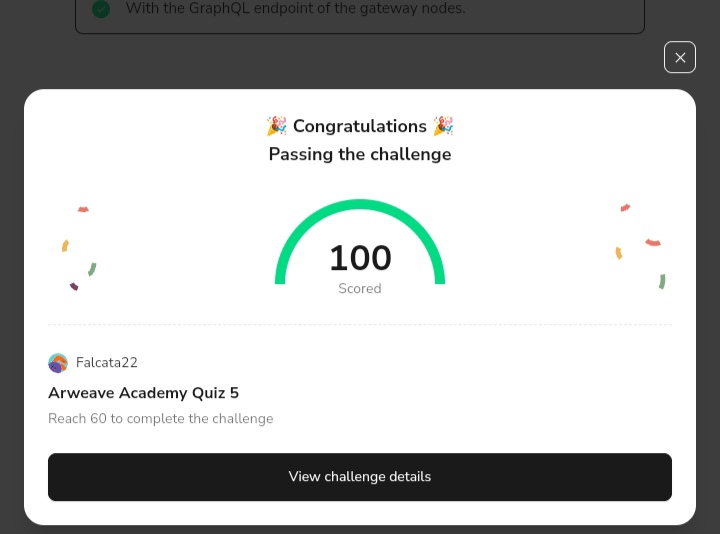 With the GraphQL endpoint of the gateway nodes.
🎉 Congratulations 🎉
Passing the challenge
100
Scored
Falcata22
Arweave Academy Quiz 5
Reach 60 to complete the challenge
View challenge details